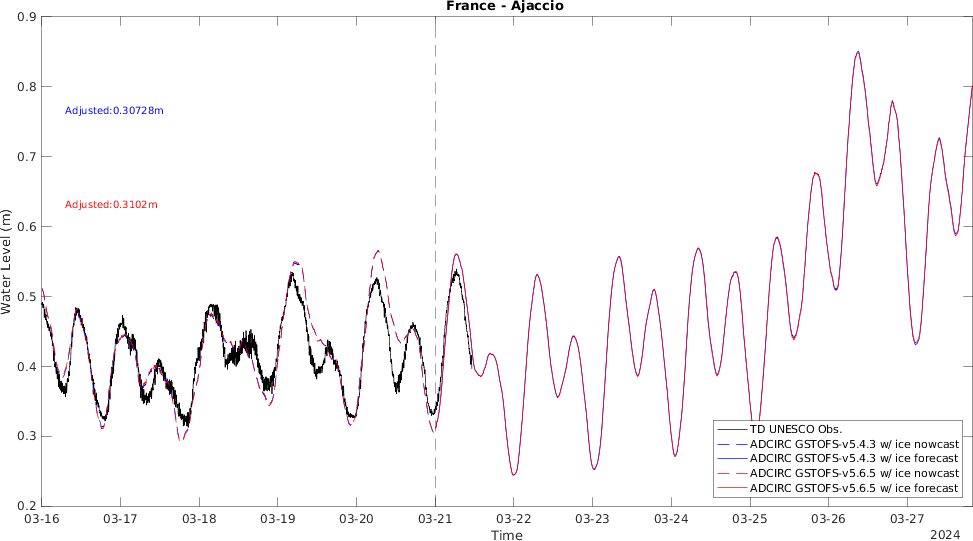 France - Ajaccio
0.9
0.8
0.7
0.6
0.5
0.4
0.3
0.2
Water Level (m)
Adjusted:0.30728m
Adjusted:0.3102m
TD UNESCO Obs.
ADCIRC GSTOFS-v5.4.3 w/ ice nowcast
ADCIRC GSTOFS-v5.4.3 w/ ice forecast
ADCIRC GSTOFS-v5.6.5 w/ ice nowcast
ADCIRC GSTOFS-v5.6.5 w/ ice forecast
03-16 03-17 03-18 03-19 03-20 03-21 03-22 03-23 03-24 03-25 03-26 03-27
Time
2024